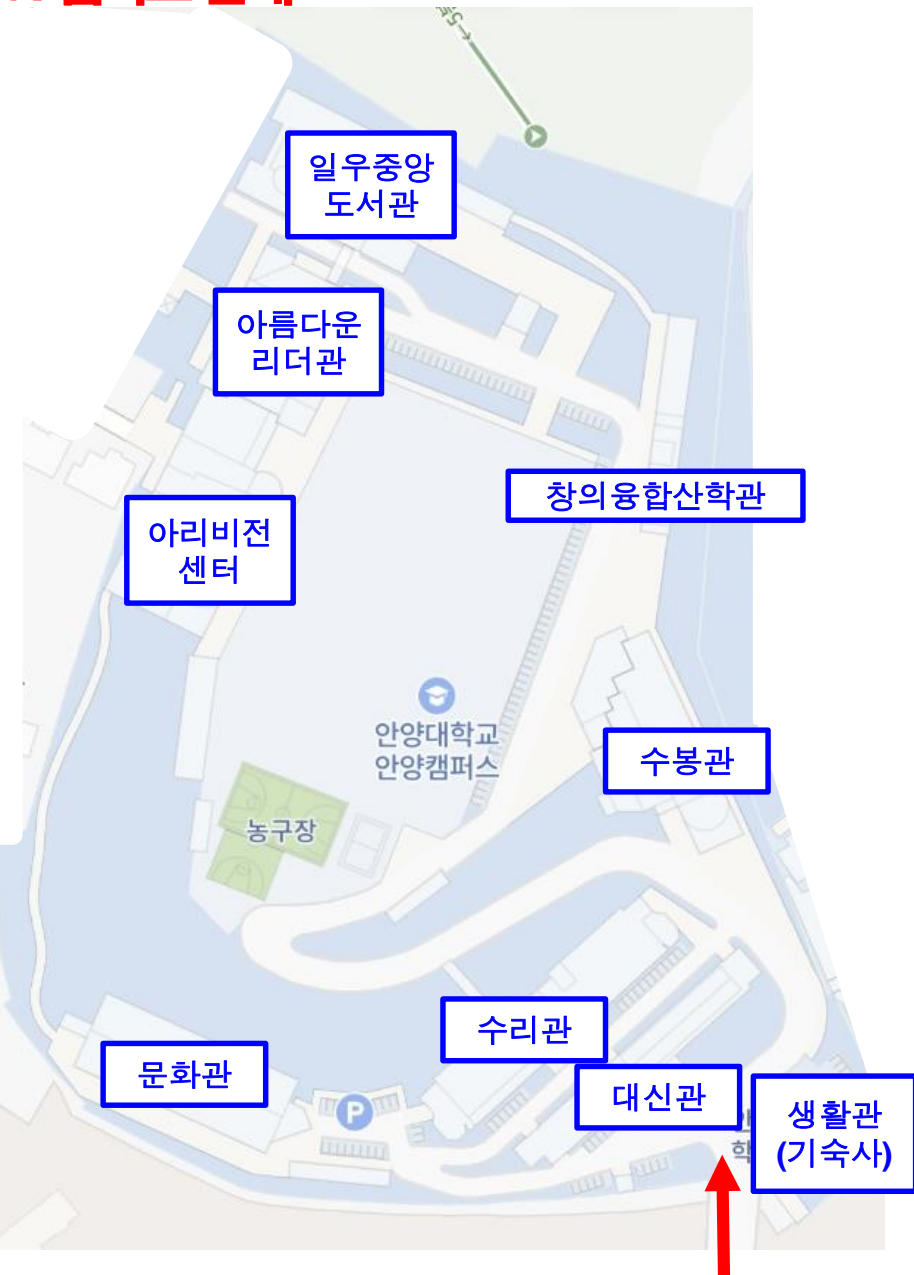 일우중앙
도서관
아름다운
리더관
창의융합산학관
아리비전
센터
안양대학교
안양캠퍼스
수봉관
농구장
수리관
문화관
P
대신관
생활관
(기숙사)
학